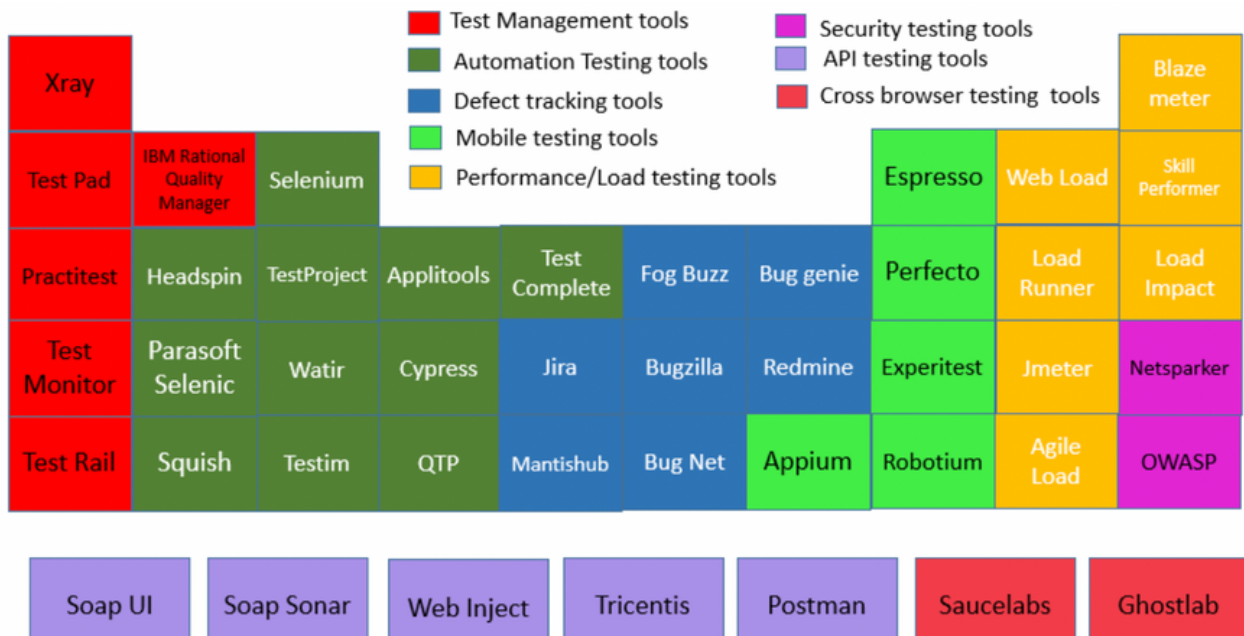 Test Management tools
Automation Testing tools
Defect tracking tools
Mobile testing tools
Performance/Load testing tools
Security testing tools
API testing tools
Cross browser testing tools
Xray
Blaze
meter
Test Pad
IBM Rational
Quality
Manager
Selenium
Espresso
Web Load
Skill
Performer
Practitest
Headspin
TestProject
Applitools
Test
Complete
Fog Buzz
Bug genie
Perfecto
Load
Runner
Load
Impact
Test
Monitor
Parasoft
Selenic
Watir
Cypress
Jira
Bugzilla
Redmine
Experitest
Jmeter
Netsparker
Test Rail
Squish
Testim
QTP
Mantishub
Bug Net
Appium
Robotium
Agile
Load
OWASP
Soap UI
Soap Sonar
Web Inject
Tricentis
Postman
Saucelabs
Ghostlab